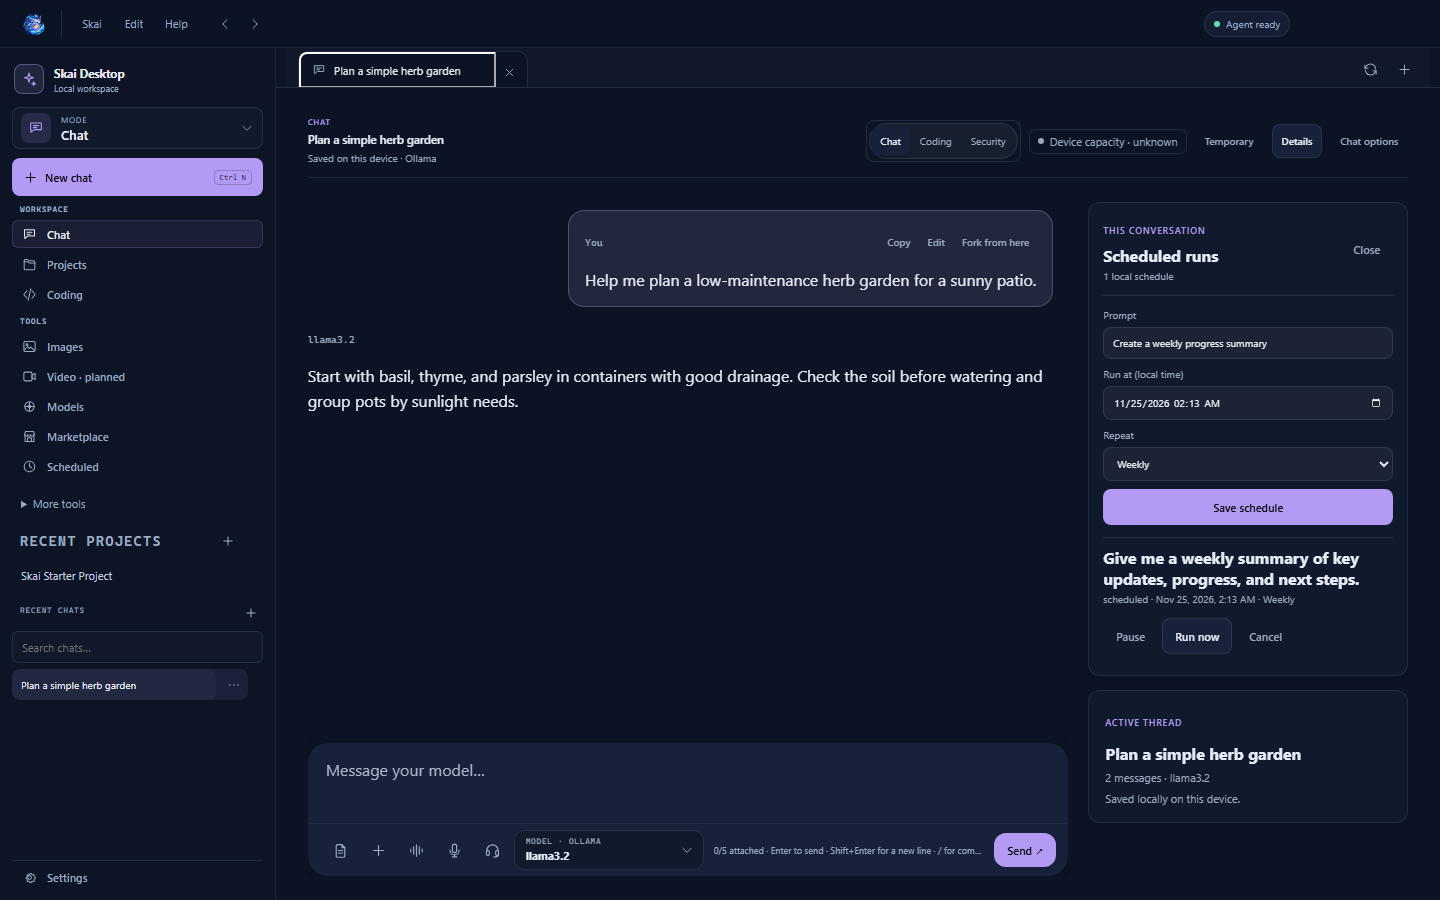 Skai
Edit
Help
Agent ready
Skai Desktop
Local workspace
MODE
Chat
New chat
Ctrl N
WORKSPACE
Chat
Projects
Coding
TOOLS
Images
Video · planned
Models
Marketplace
Scheduled
More tools
RECENT PROJECTS
Skai Starter Project
RECENT CHATS
Search chats...
Plan a simple herb garden
Settings
Plan a simple herb garden
CHAT
Plan a simple herb garden
Saved on this device · Ollama
Chat
Coding
Security
Device capacity · unknown
Temporary
Details
Chat options
You
Copy
Edit
Fork from here
Help me plan a low-maintenance herb garden for a sunny patio.
llama3.2
Start with basil, thyme, and parsley in containers with good drainage. Check the soil before watering and
group pots by sunlight needs.
Message your model...
MODEL · OLLAMA
llama3.2
0/5 attached · Enter to send · Shift+Enter for a new line · / for com...
Send ↗
THIS CONVERSATION
Scheduled runs
1 local schedule
Close
Prompt
Create a weekly progress summary
Run at (local time)
11/25/2026 02:13 AM
Repeat
Weekly
Save schedule
Give me a weekly summary of key
updates, progress, and next steps.
scheduled · Nov 25, 2026, 2:13 AM · Weekly
Pause
Run now
Cancel
ACTIVE THREAD
Plan a simple herb garden
2 messages · llama3.2
Saved locally on this device.